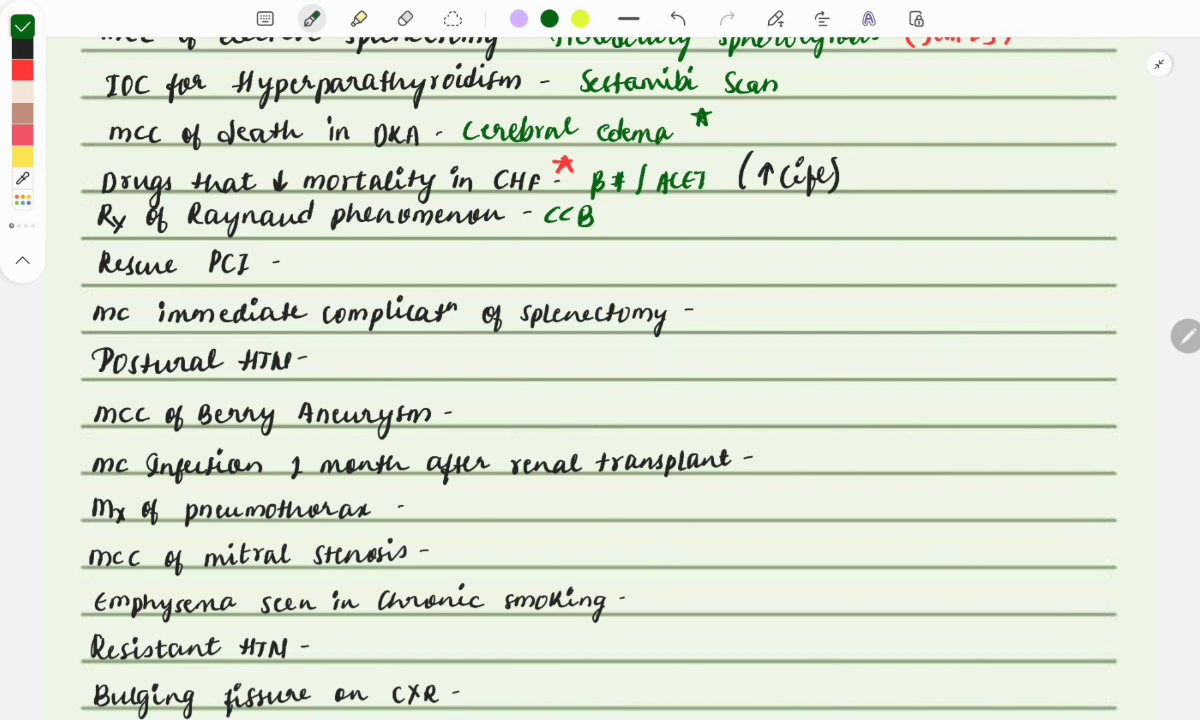 IOC for Hyperparathyroidism - Sestamibi Scan
mcc of death in DKA - Cerebral edema
Drugs that ↓ mortality in CHF - β# / ACEI (↑ Life)
Rx of Raynaud phenomenon - CCB
Rescue PCI -
mc immediate complicatⁿ of splenectomy -
Postural HTN -
mcc of Berry Aneurysm -
mc Infection 1 month after renal transplant -
Mx of pneumothorax -
mcc of mitral stenosis -
Emphysema seen in Chronic smoking -
Resistant HTN -
Bulging fissure on CXR -